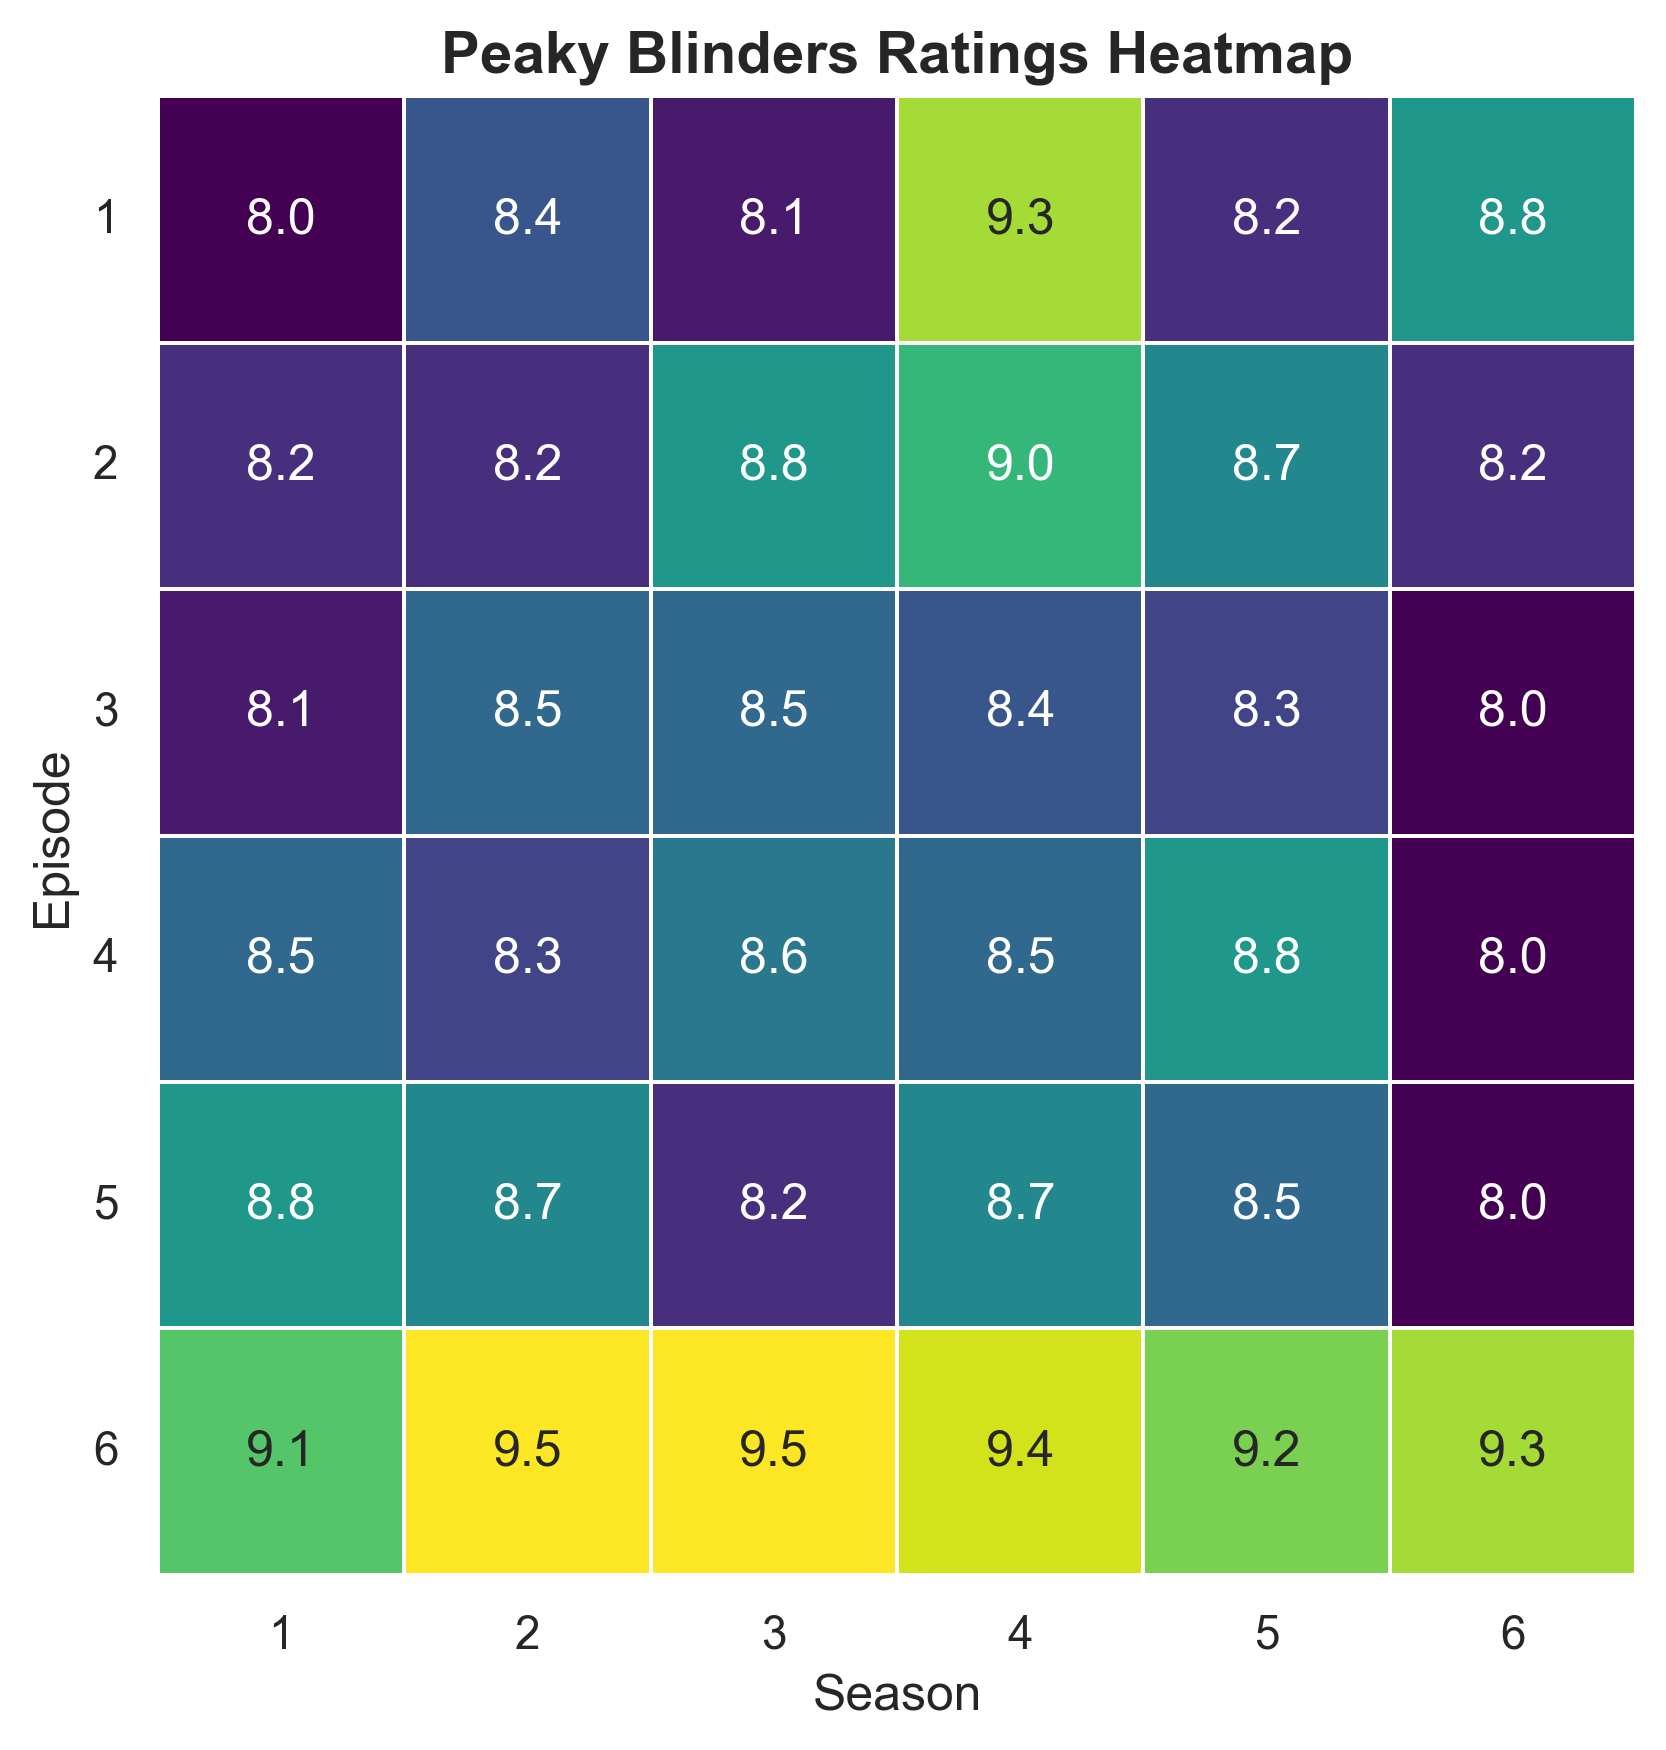 Peaky Blinders Ratings Heatmap
1 8.0 8.4 8.1 9.3 8.2 8.8
2 8.2 8.2 8.8 9.0 8.7 8.2
3 8.1 8.5 8.5 8.4 8.3 8.0
Episode
4 8.5 8.3 8.6 8.5 8.8 8.0
5 8.8 8.7 8.2 8.7 8.5 8.0
6 9.1 9.5 9.5 9.4 9.2 9.3
1 2 3 4 5 6
Season